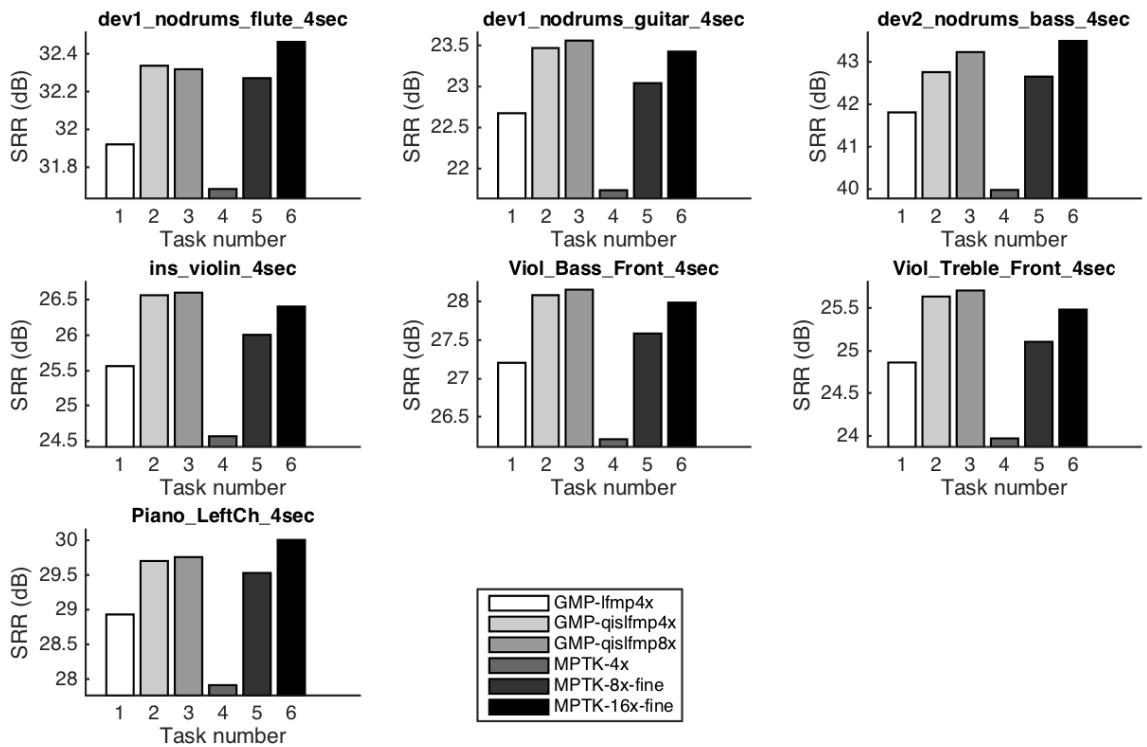 dev1_nodrums_flute_4sec
SRR (dB)
32.4
32.2
32
31.8
1 2 3 4 5 6
Task number
dev1_nodrums_guitar_4sec
SRR (dB)
23.5
23
22.5
22
1 2 3 4 5 6
Task number
dev2_nodrums_bass_4sec
SRR (dB)
43
42
41
40
1 2 3 4 5 6
Task number
ins_violin_4sec
SRR (dB)
26.5
26
25.5
25
24.5
1 2 3 4 5 6
Task number
Viol_Bass_Front_4sec
SRR (dB)
28
27.5
27
26.5
1 2 3 4 5 6
Task number
Viol_Treble_Front_4sec
SRR (dB)
25.5
25
24.5
24
1 2 3 4 5 6
Task number
Piano_LeftCh_4sec
SRR (dB)
30
29.5
29
28.5
28
1 2 3 4 5 6
Task number
GMP-lfmp4x
GMP-qislfmp4x
GMP-qislfmp8x
MPTK-4x
MPTK-8x-fine
MPTK-16x-fine